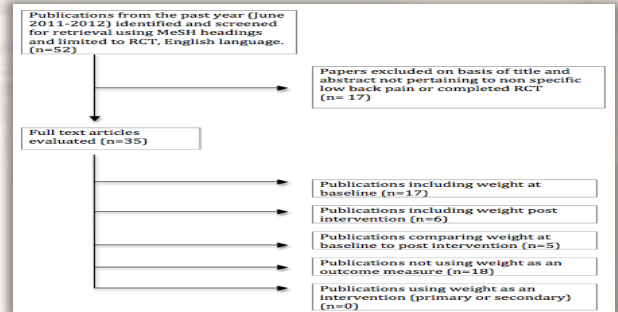 Publications from the past year (June
2011-2012) identified and screened
for retrieval using MeSH headings
and limited to RCT, English language.
(n=52)
Papers excluded on basis of title and
abstract not pertaining to non specific
low back pain or completed RCT
(n= 17)
Full text articles
evaluated (n=35)
Publications including weight at
baseline (n=17)
Publications including weight post
intervention (n=6)
Publications comparing weight at
baseline to post intervention (n=5)
Publications not using weight as an
outcome measure (n=18)
Publications using weight as an
intervention (primary or secondary)
(n=0)